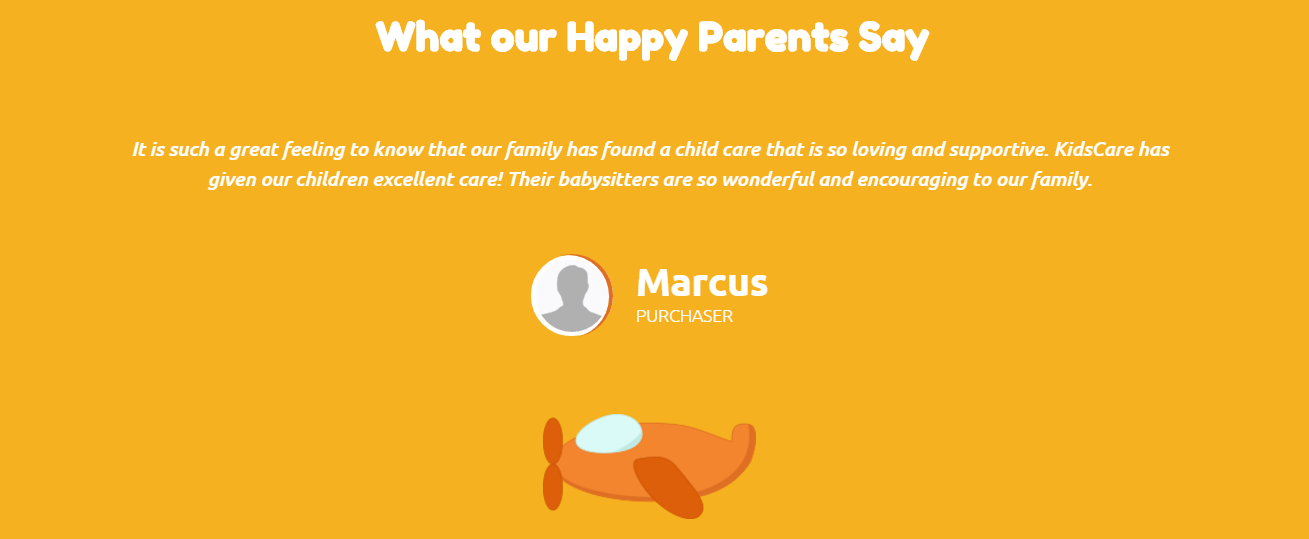 What our Happy Parents Say
It is such a great feeling to know that our family has found a child care that is so loving and supportive. KidsCare has
given our children excellent care! Their babysitters are so wonderful and encouraging to our family.
Marcus
PURCHASER